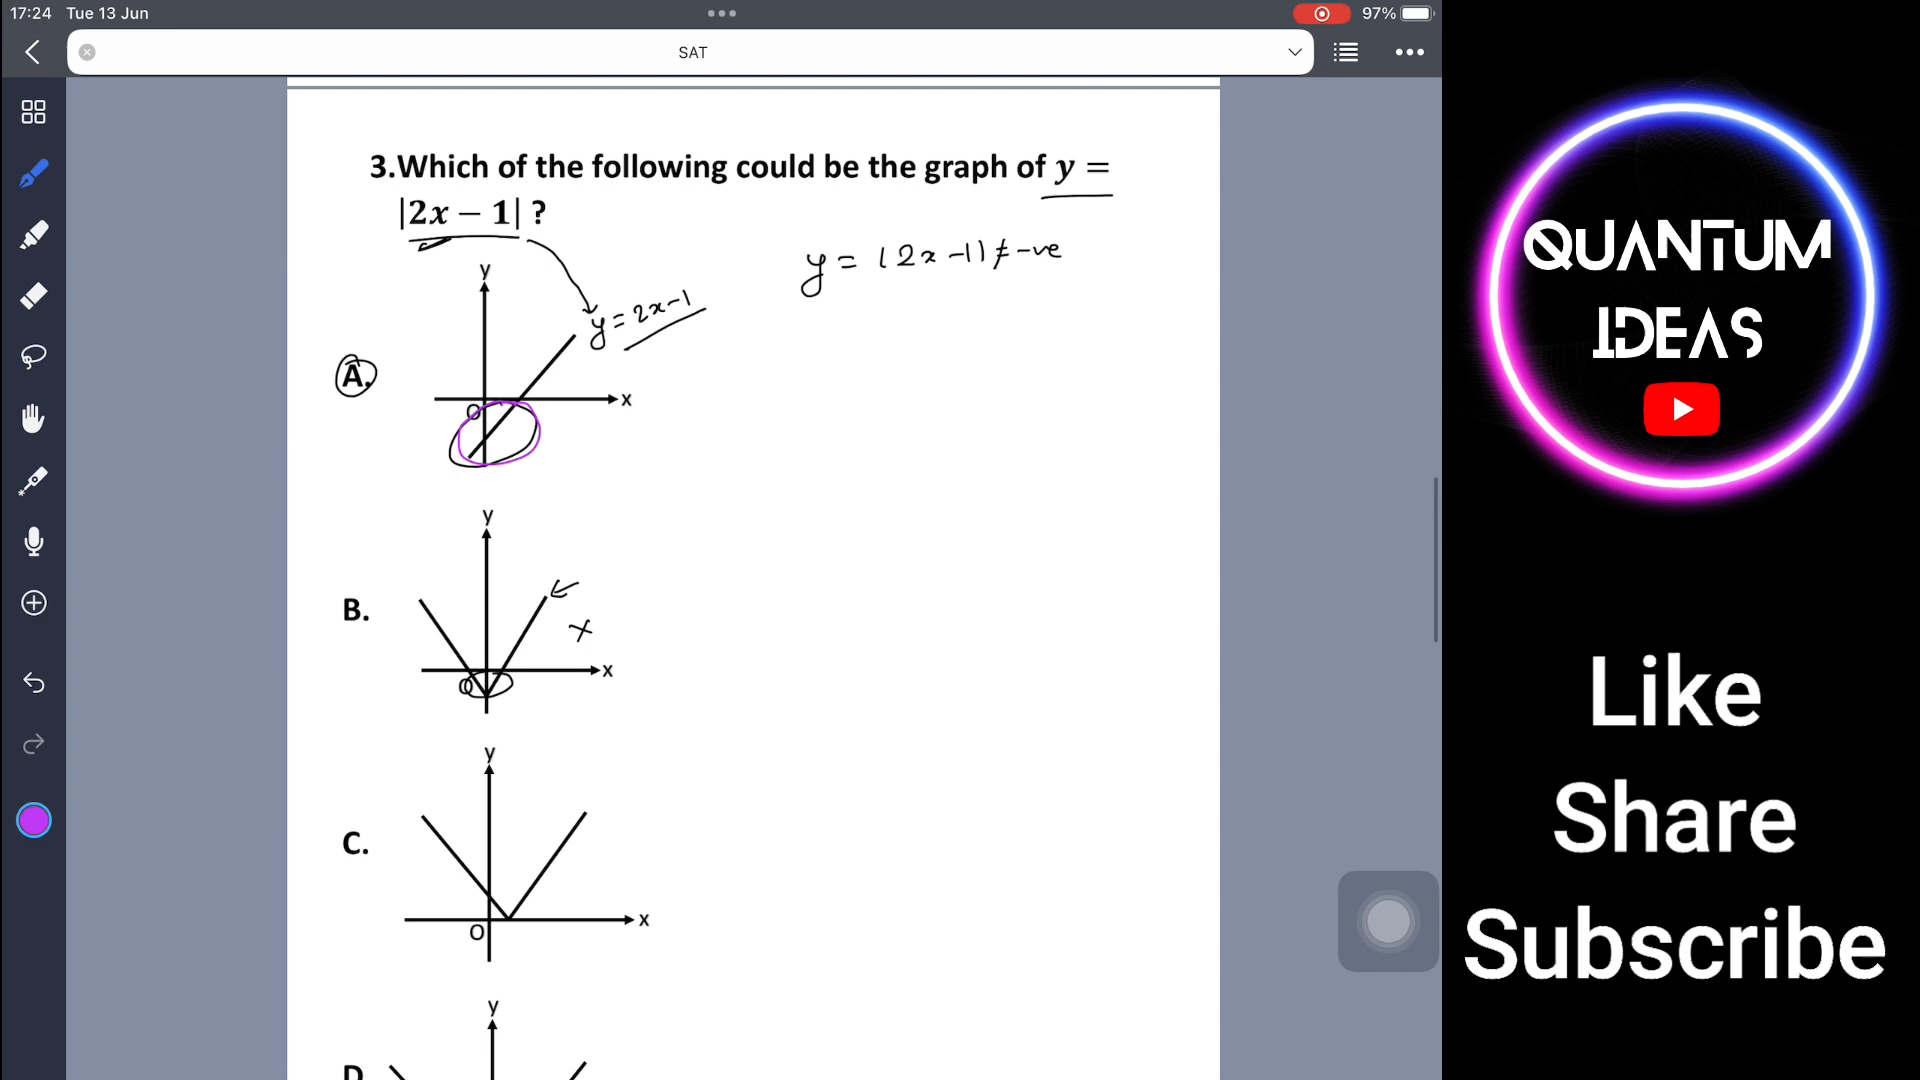 17:24 Tue 13 Jun
97%
SAT
3.Which of the following could be the graph of y =
|2x − 1| ?
y = |2x -1| ≠ -ve
y
y = 2x-1
A.
x
O
y
B.
x
O
y
C.
x
O
y
D
QUANTUM
IDEAS
Like
Share
Subscribe